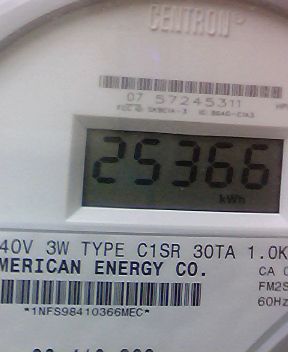 CENTRON
07 57245311
25366
kWh
40V 3W TYPE C1SR 30TA 1.0K
MERICAN ENERGY CO.
CA 0
FM2S
60Hz
*1NFS98410366MEC*